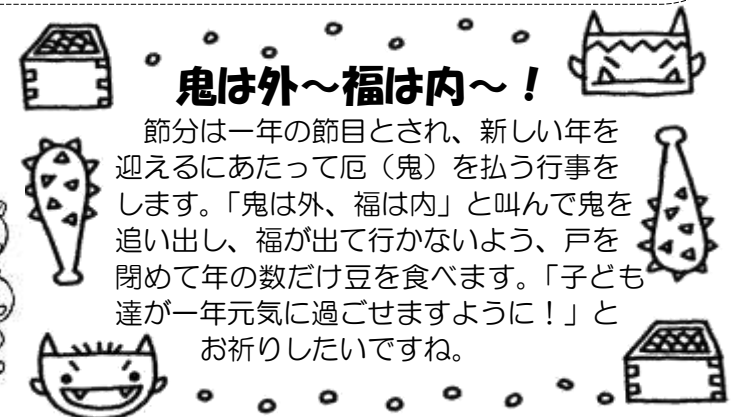 鬼は外～福は内～！
節分は一年の節目とされ、新しい年を
迎えるにあたって厄（鬼）を払う行事を
します。「鬼は外、福は内」と叫んで鬼を
追い出し、福が出て行かないよう、戸を
閉めて年の数だけ豆を食べます。「子ども
達が一年元気に過ごせますように！」と
お祈りしたいですね。